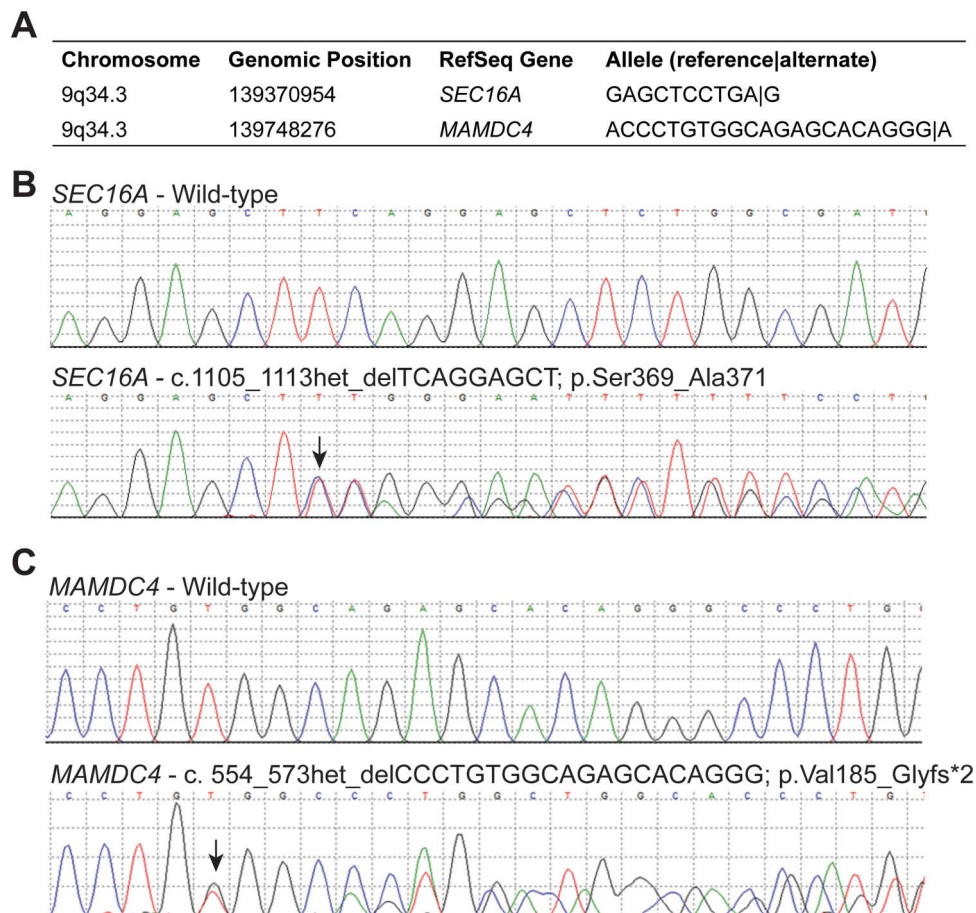 A
Chromosome Genomic Position RefSeq Gene Allele (reference|alternate)
9q34.3 139370954 SEC16A GAGCTCCTGA|G
9q34.3 139748276 MAMDC4 ACCCTGTGGCAGAGCACAGGG|A
B
SEC16A - Wild-type
A G G A G C T T C A G G A G C T C T G G C G A T
SEC16A - c.1105_1113het_delTCAGGAGCT; p.Ser369_Ala371
A G G A G C T T T G G G A A T T T T T T T C C T
C
MAMDC4 - Wild-type
C C T G T G G C A G A G C A C A G G G C C C T G
MAMDC4 - c. 554_573het_delCCCTGTGGCAGAGCACAGGG; p.Val185_Glyfs*2
C C T G T G G C C C T G G C T G G C A C C C T G